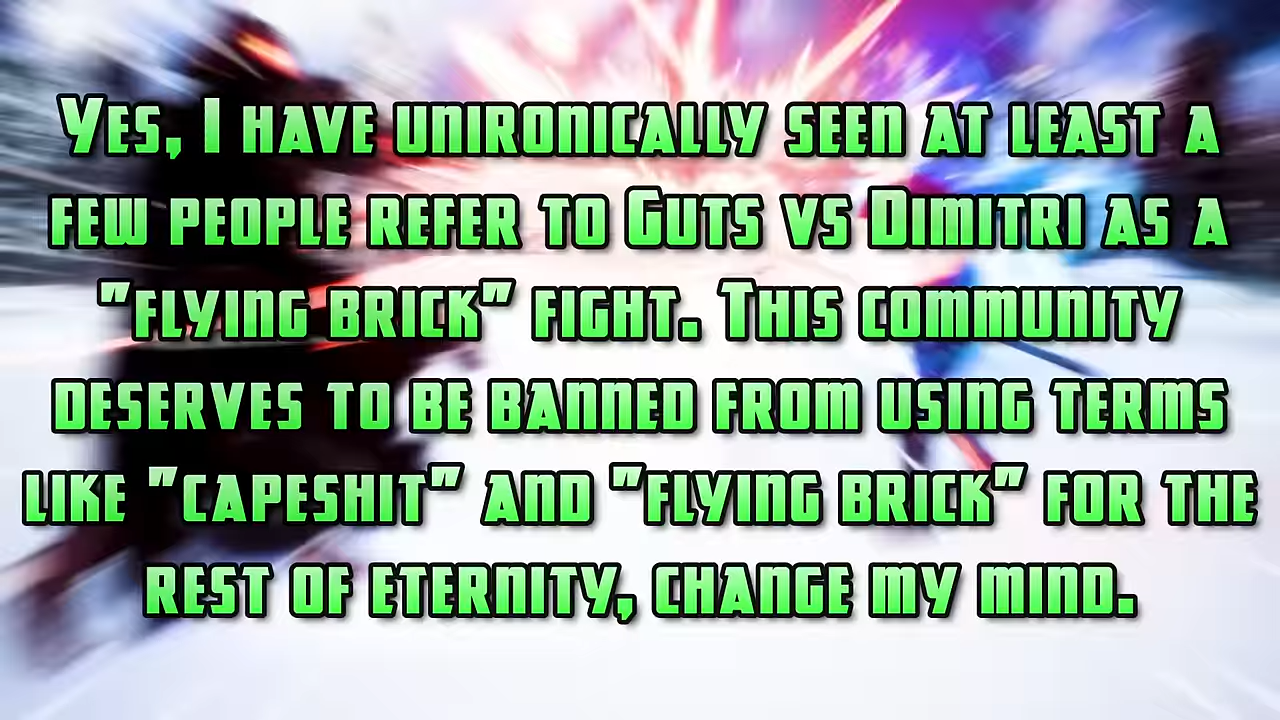 Yes, I have unironically seen at least a
few people refer to Guts vs Dimitri as a
"flying brick" fight. This community
deserves to be banned from using terms
like "capeshit" and "flying brick" for the
rest of eternity, change my mind.